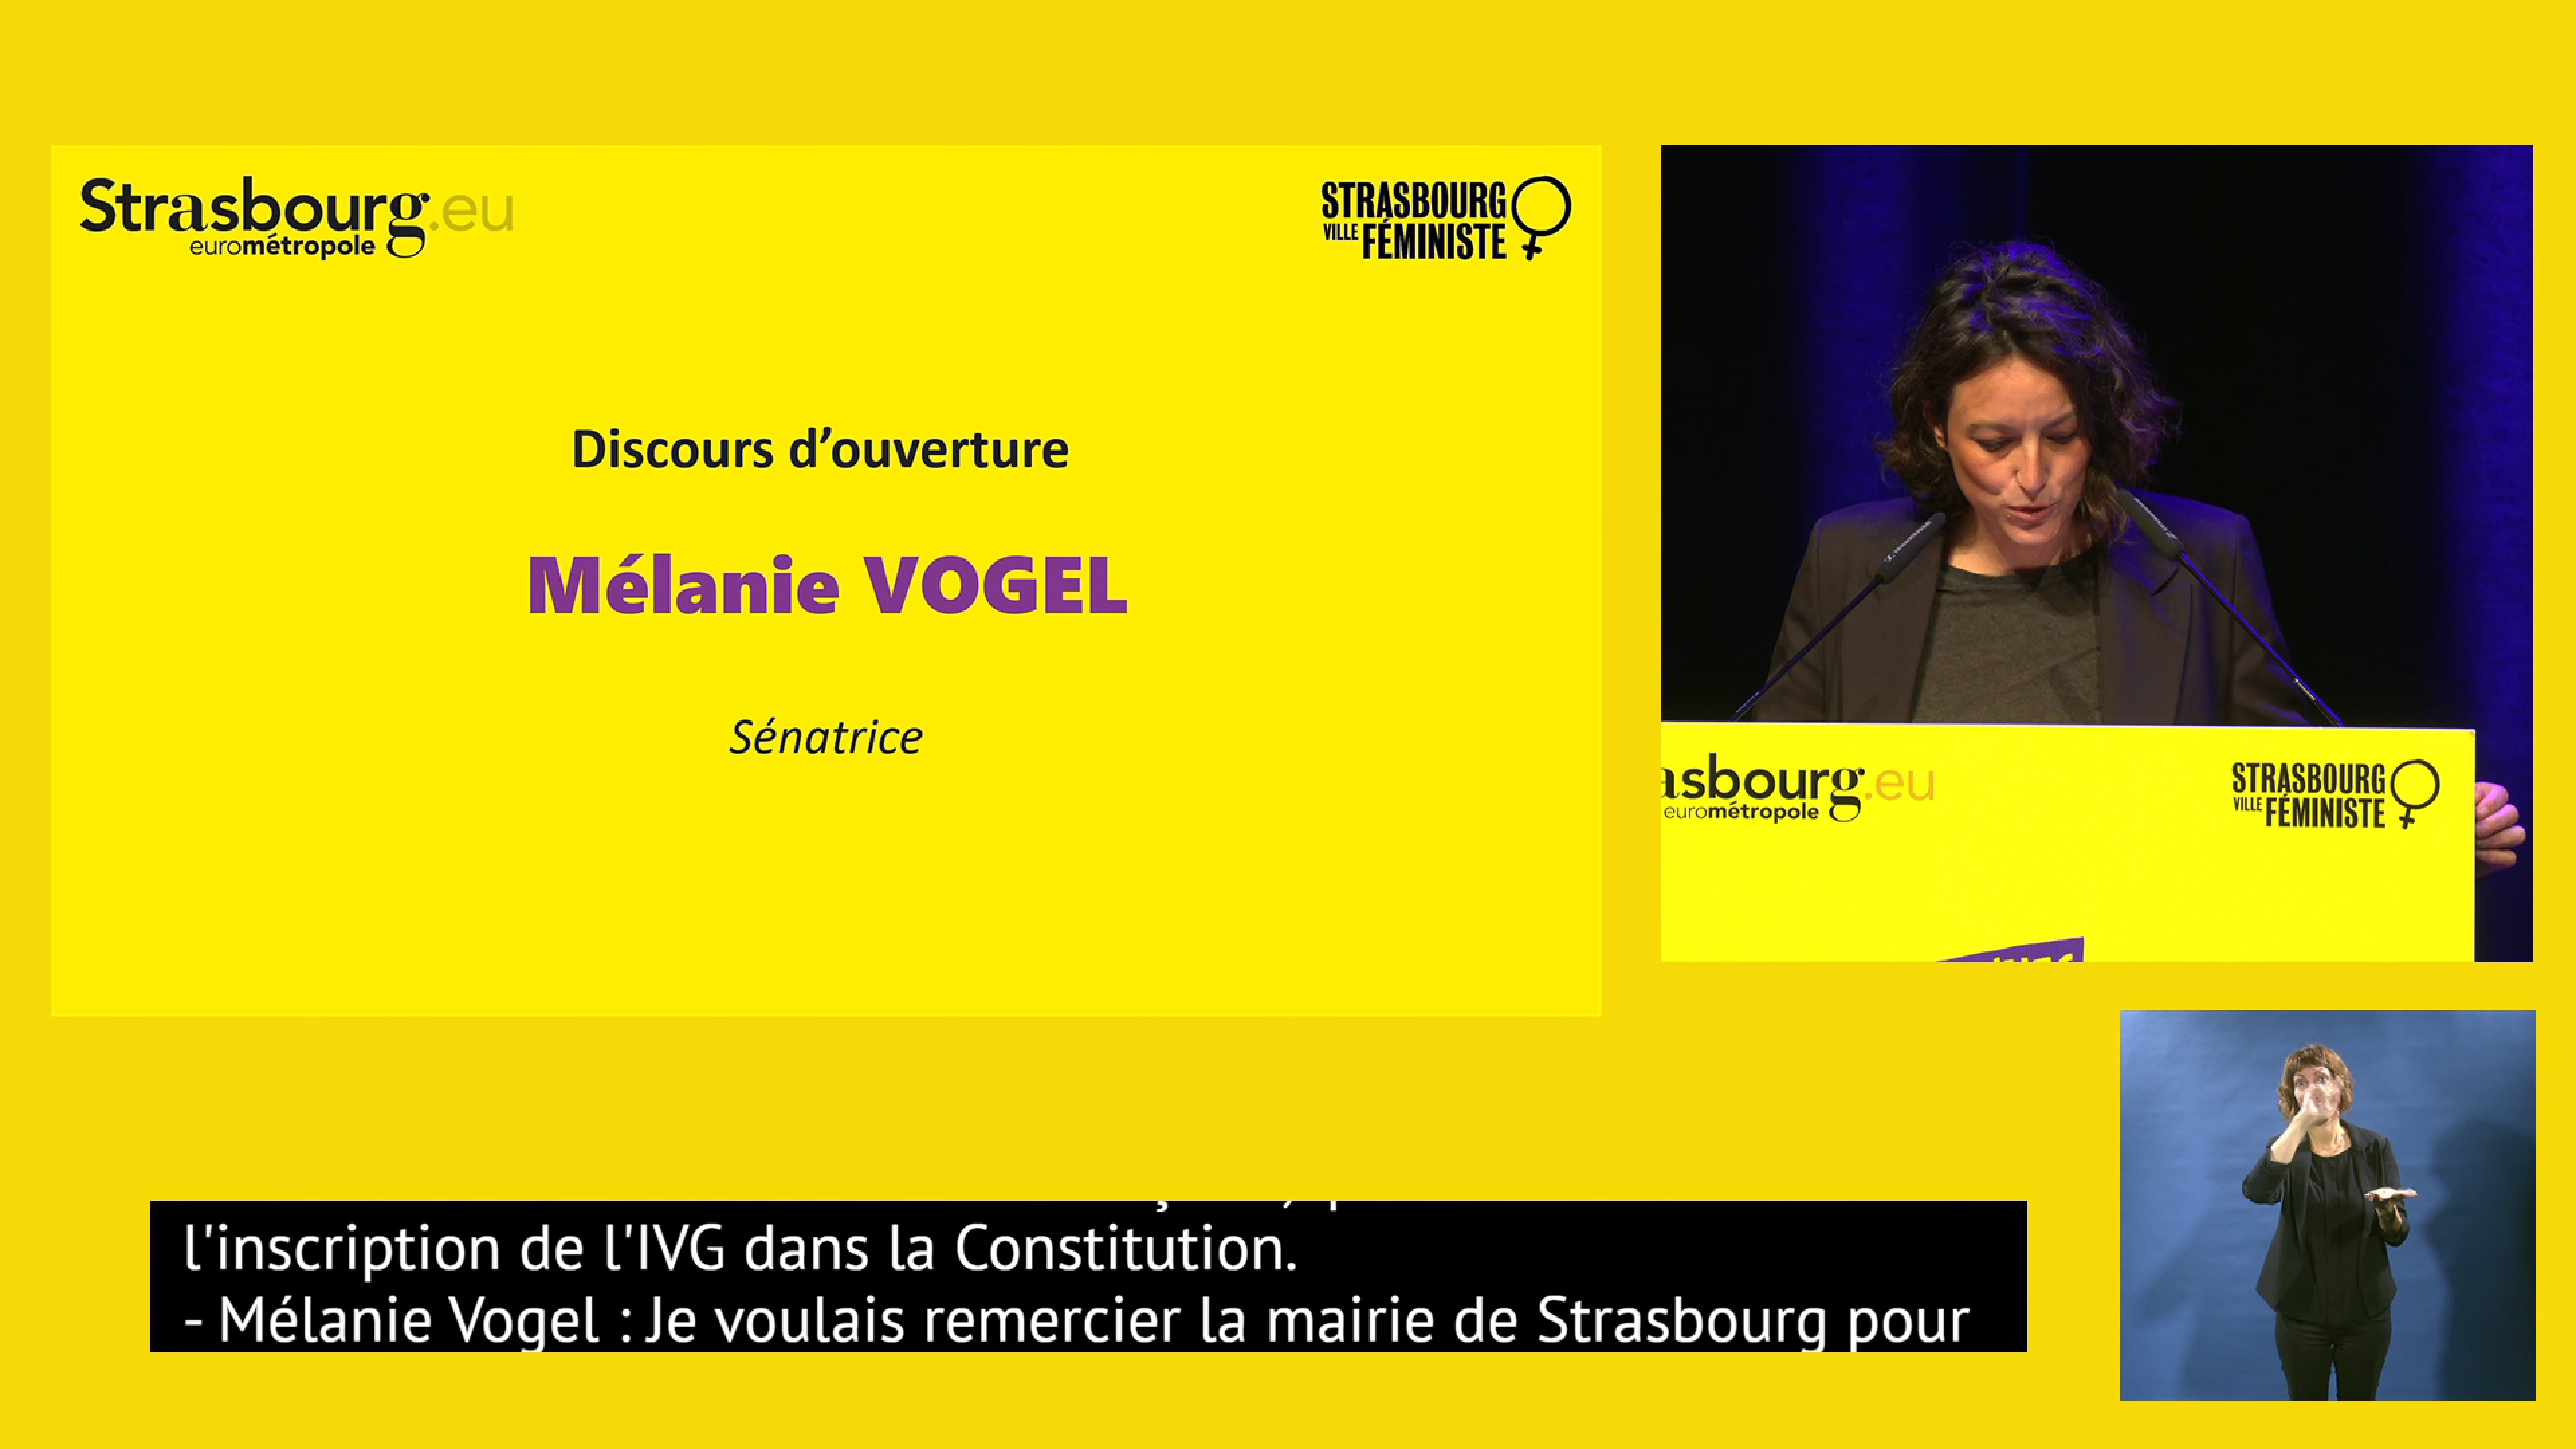 Strasbourg.eu
eurométropole
STRASBOURG
VILLE FÉMINISTE
Discours d’ouverture
Mélanie VOGEL
Sénatrice
asbourg.eu
eurométropole
STRASBOURG
VILLE FÉMINISTE
l'inscription de l'IVG dans la Constitution.
- Mélanie Vogel : Je voulais remercier la mairie de Strasbourg pour